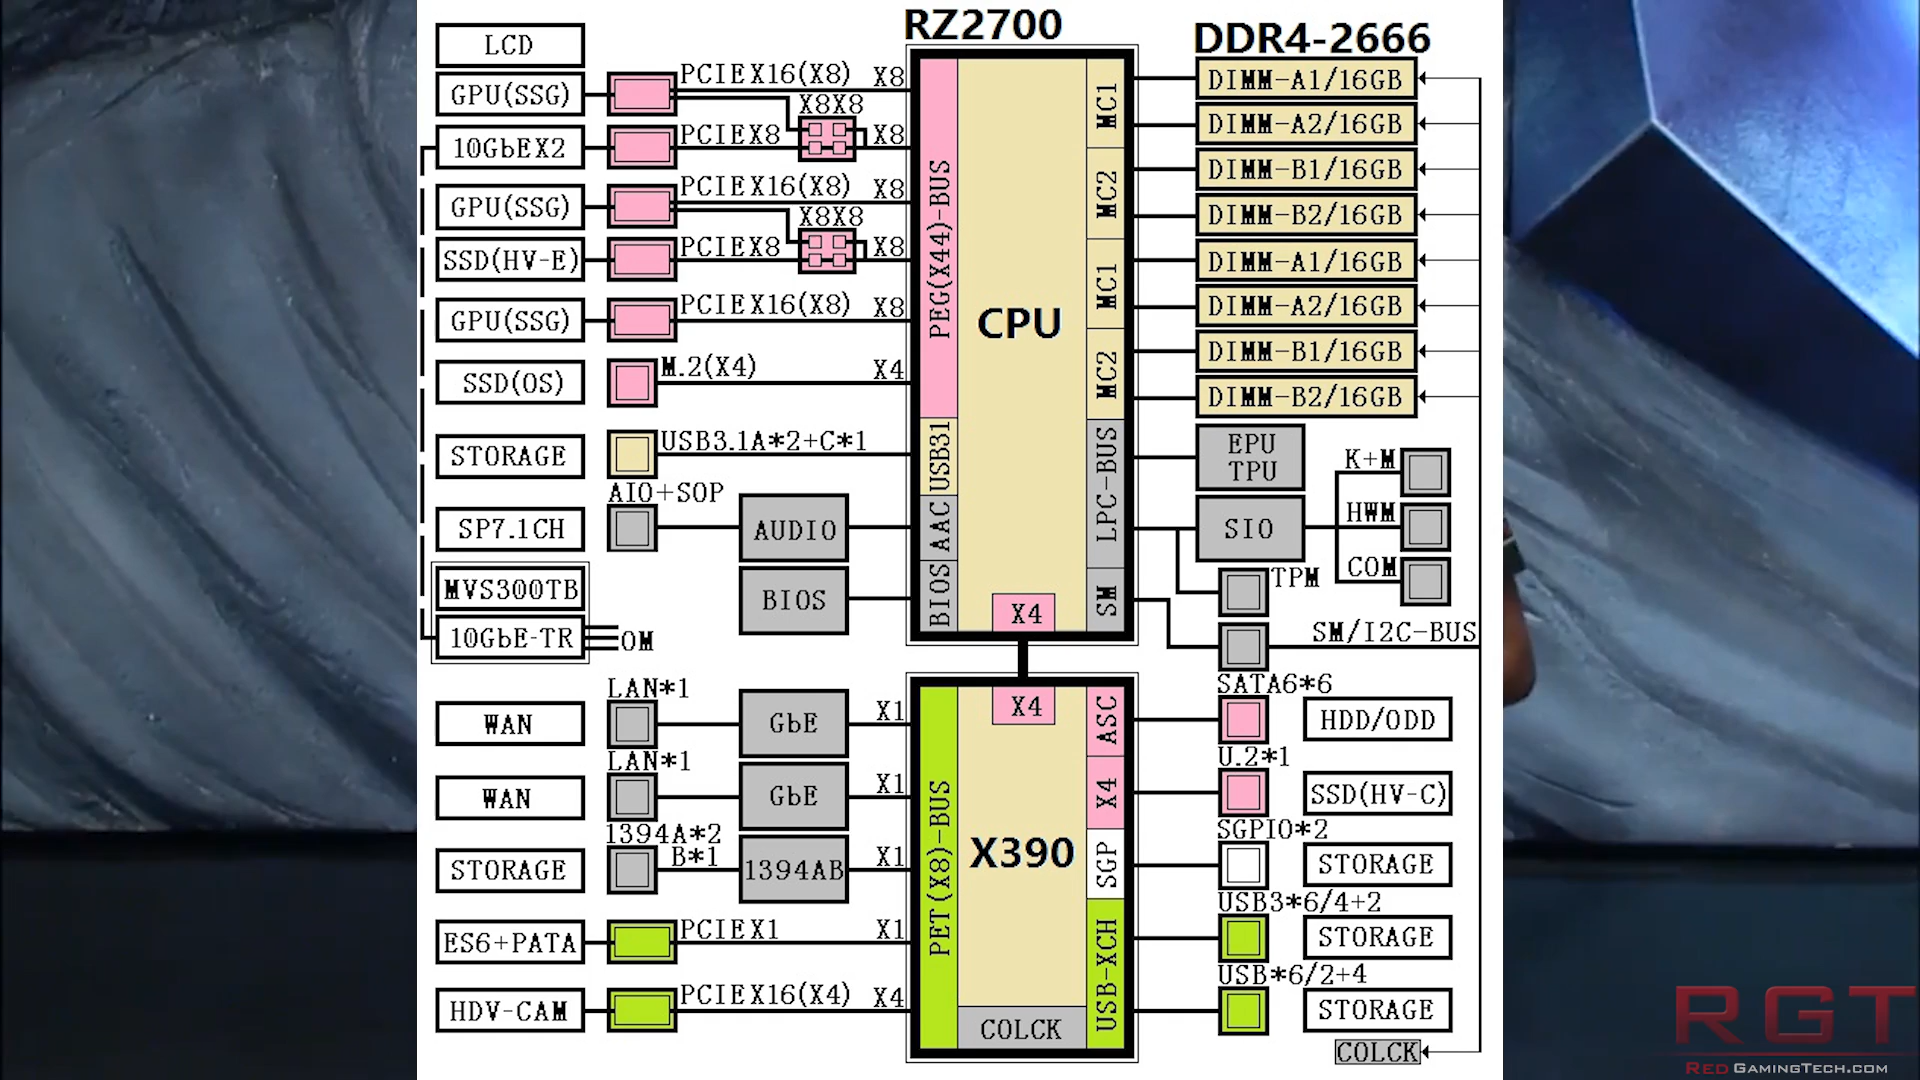 RZ2700
DDR4-2666
LCD
GPU(SSG)
PCIEX16(X8)
X8
X8X8
10GbEX2
PCIEX8
X8
GPU(SSG)
PCIEX16(X8)
X8
X8X8
SSD(HV-E)
PCIEX8
X8
GPU(SSG)
PCIEX16(X8)
X8
SSD(OS)
M.2(X4)
X4
STORAGE
USB3.1A*2+C*1
AIO+SOP
SP7.1CH
AUDIO
MVS300TB
BIOS
10GbE-TR
OM
PEG(X44)-BUS
USB31
AAC
BIOS
CPU
X4
MC1
MC2
MC1
MC2
LPC-BUS
SM
DIMM-A1/16GB
DIMM-A2/16GB
DIMM-B1/16GB
DIMM-B2/16GB
DIMM-A1/16GB
DIMM-A2/16GB
DIMM-B1/16GB
DIMM-B2/16GB
EPU
TPU
K+M
SIO
HWM
COM
TPM
SM/I2C-BUS
WAN
LAN*1
GbE
X1
WAN
LAN*1
GbE
X1
STORAGE
1394A*2
B*1
1394AB
X1
ES6+PATA
PCIEX1
X1
HDV-CAM
PCIEX16(X4)
X4
PET(X8)-BUS
X4
X390
COLCK
ASC
X4
SGP
USB-XCH
SATA6*6
HDD/ODD
U.2*1
SSD(HV-C)
SGPIO*2
STORAGE
USB3*6/4+2
STORAGE
USB*6/2+4
STORAGE
COLCK
RGT
REDGAMINGTECH.COM